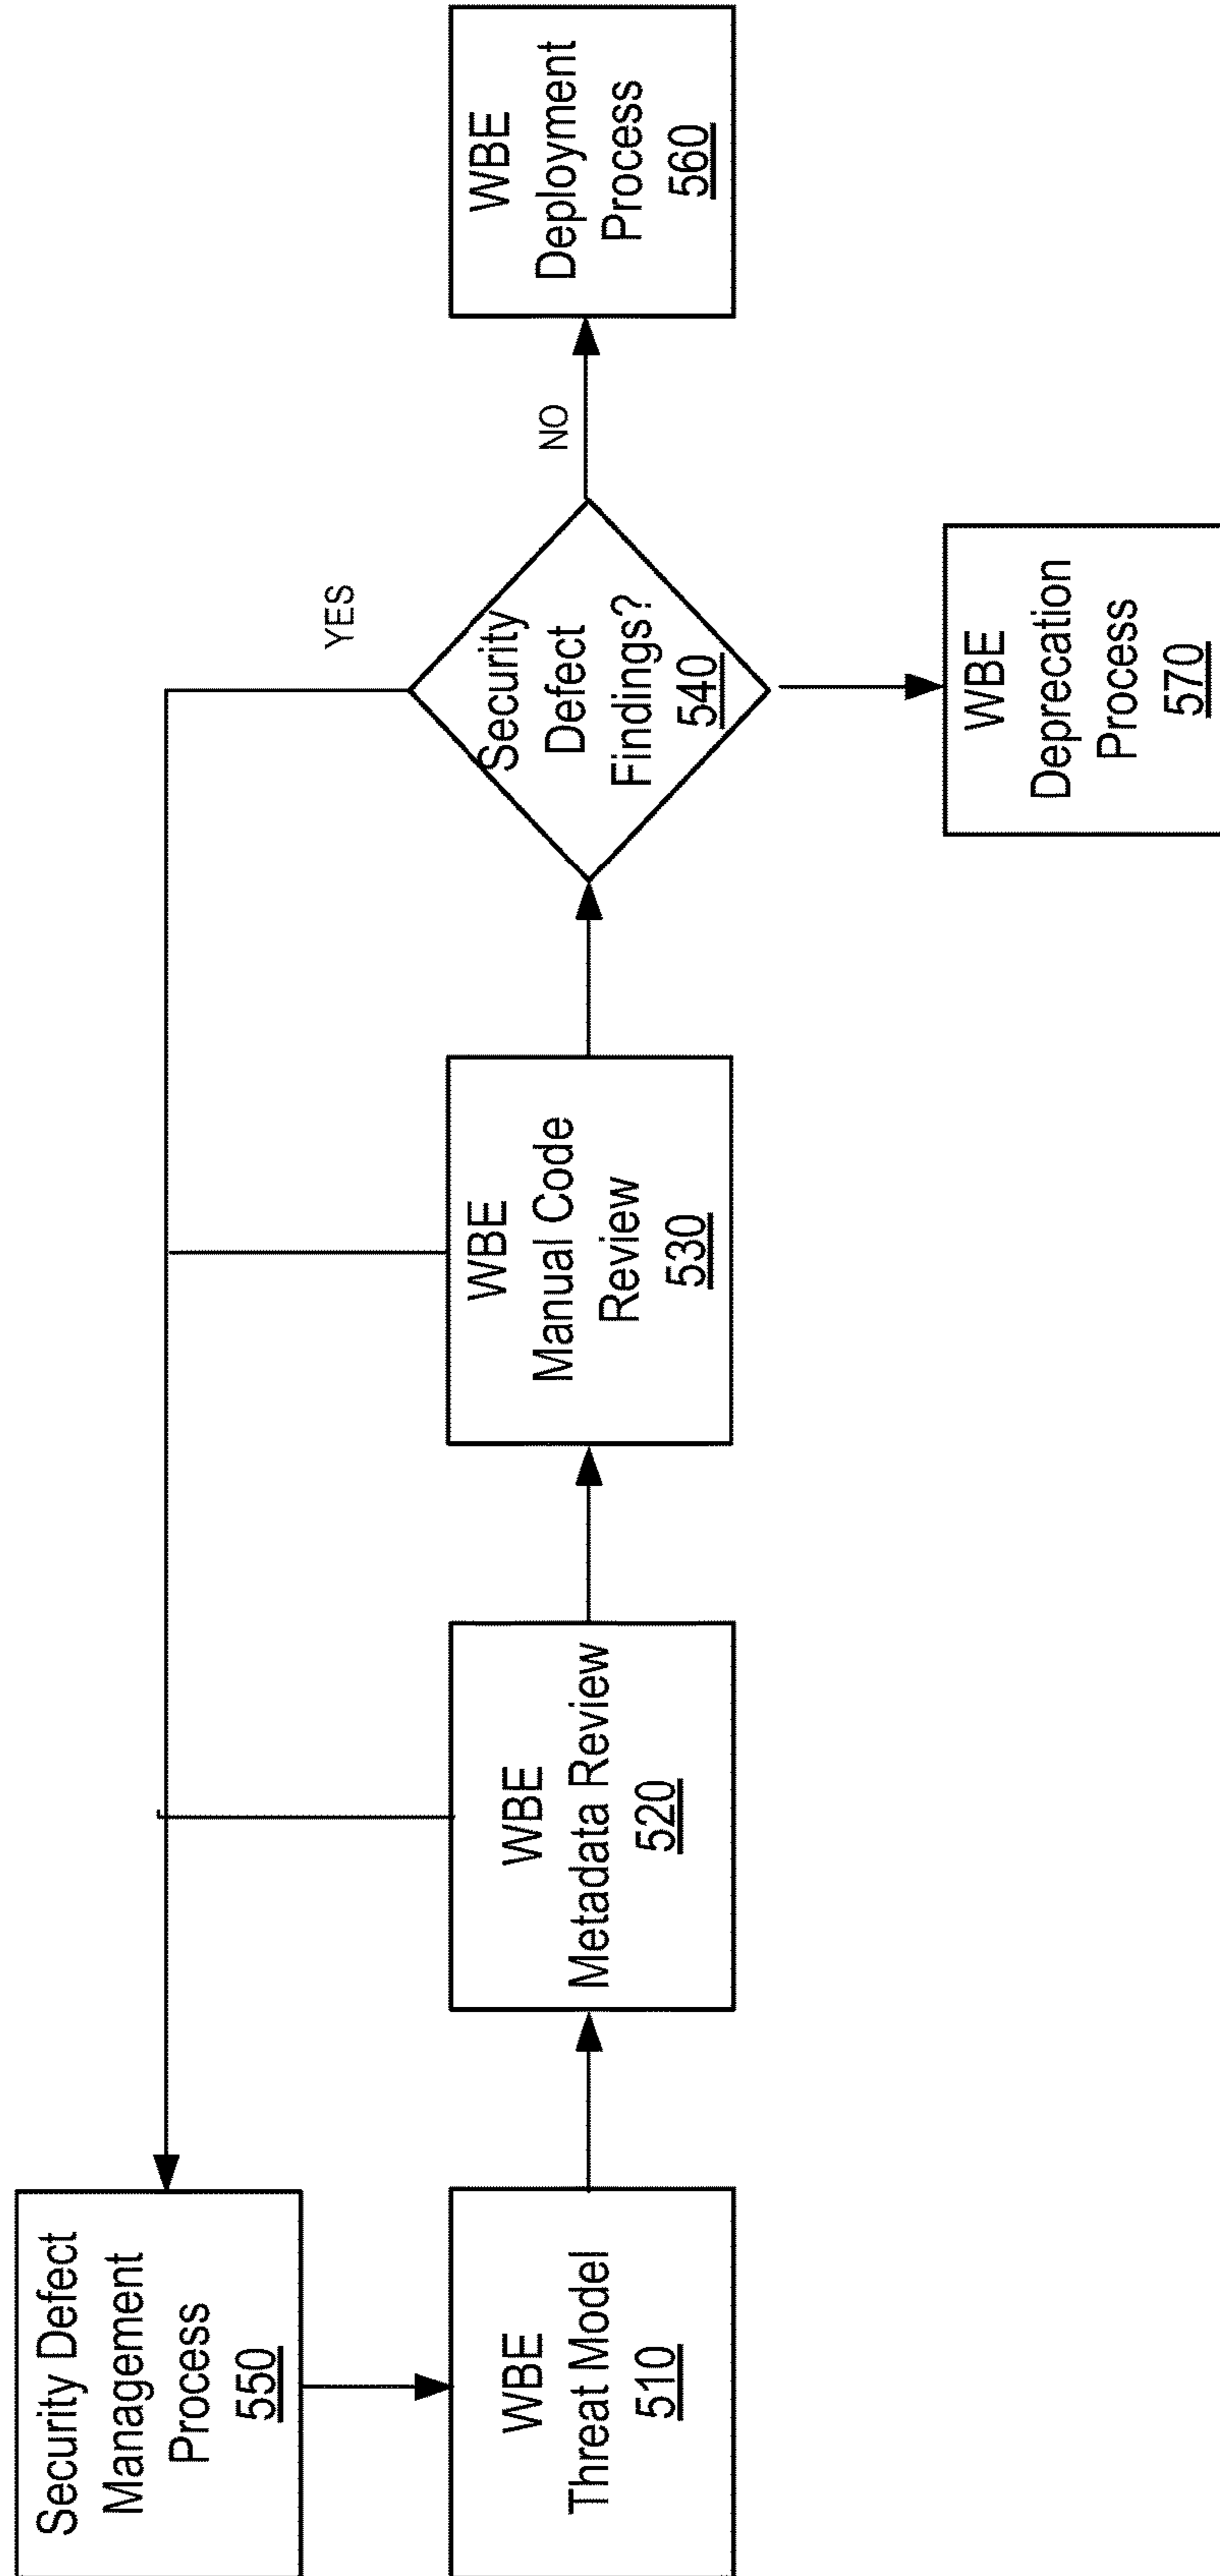 Security Defect
Management
Process
550
WBE
Threat Model
510
WBE
Metadata Review
520
WBE
Manual Code
Review
530
Security
Defect
Findings?
540
YES
NO
WBE
Deployment
Process
560
WBE
Deprecation
Process
570